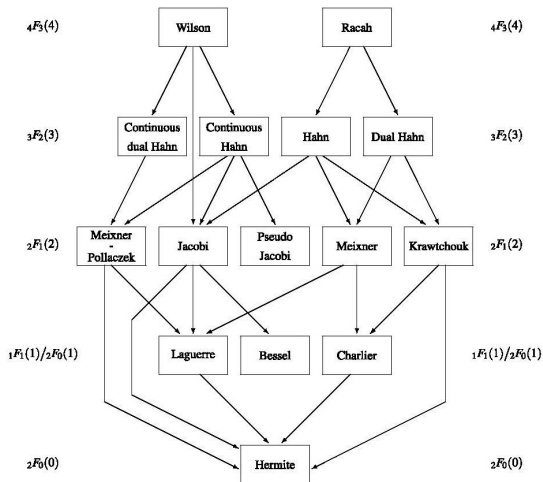 ₄F₃(4) Wilson Racah ₄F₃(4)
Continuous Continuous
dual Hahn Hahn Hahn Dual Hahn
₃F₂(3) ₃F₂(3)
Meixner
-
Pollaczek
₂F₁(2) Jacobi Pseudo
Jacobi
Meixner Krawtchouk ₂F₁(2)
₁F₁(1)/₂F₀(1) Laguerre Bessel Charlier ₁F₁(1)/₂F₀(1)
₂F₀(0) Hermite ₂F₀(0)